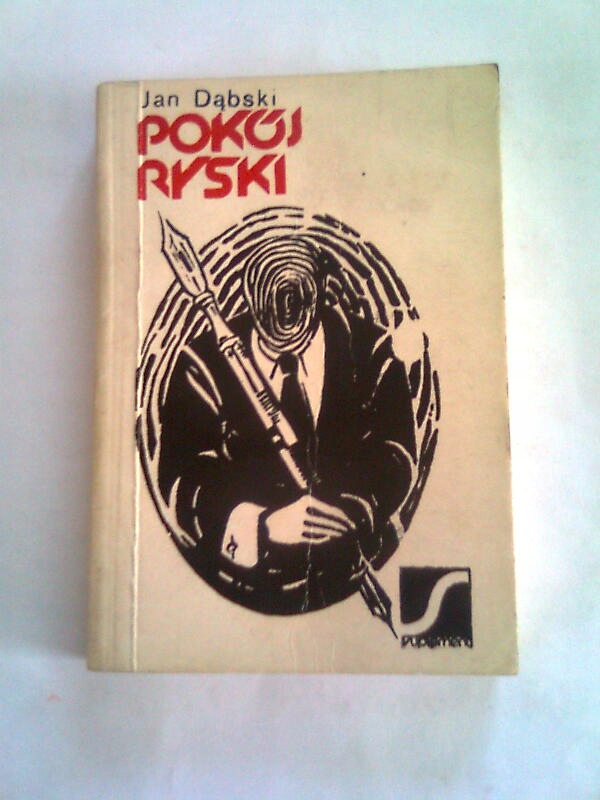 Jan Dąbski
POKÓJ
RYSKI
suplement